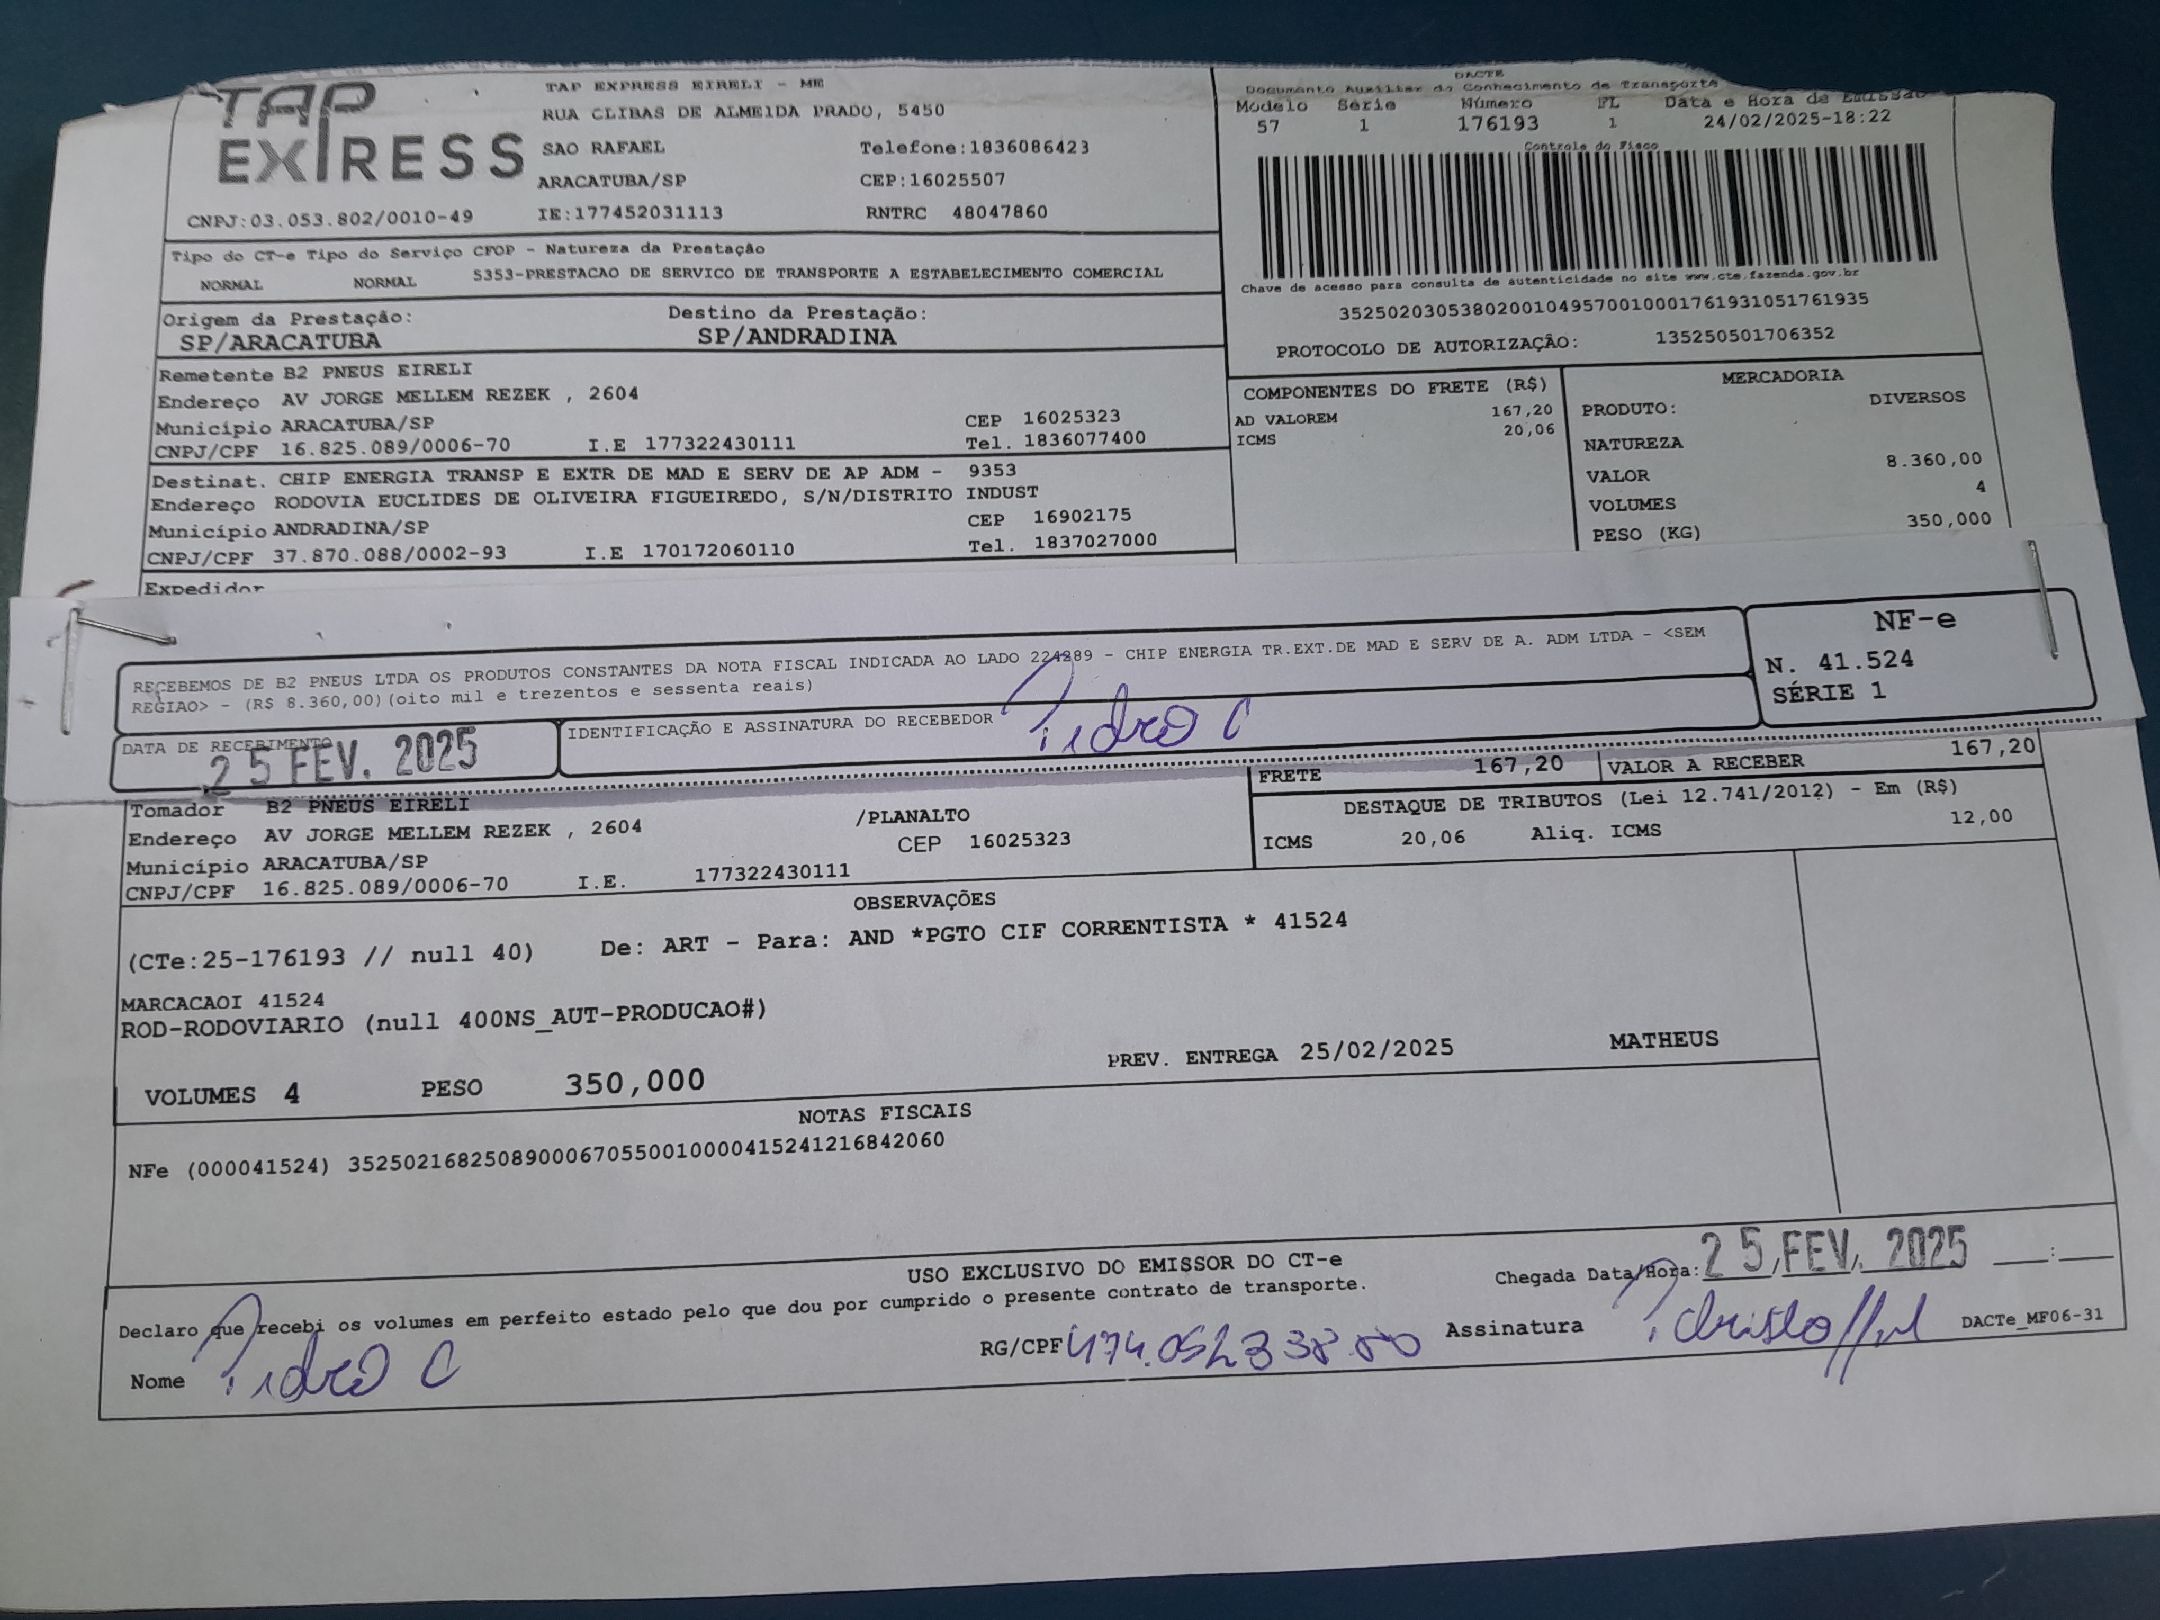 TAP EXPRESS
TAP EXPRESS EIRELI - ME
RUA CLIBAS DE ALMEIDA PRADO, 5450
SAO RAFAEL Telefone:1836086423
ARACATUBA/SP CEP:16025507
CNPJ:03.053.802/0010-49 IE:177452031113 RNTRC 48047860
DACTE
Documento Auxiliar do Conhecimento de Transporte
Modelo Série Número FL Data e Hora de Emissão
57 1 176193 1 24/02/2025-18:22
Controle do Fisco
Chave de acesso para consulta de autenticidade no site www.cte.fazenda.gov.br
35250203053802001049570010001761931051761935
PROTOCOLO DE AUTORIZAÇÃO: 135250501706352
Tipo do CT-e Tipo do Serviço CFOP - Natureza da Prestação
NORMAL NORMAL 5353-PRESTACAO DE SERVICO DE TRANSPORTE A ESTABELECIMENTO COMERCIAL
Origem da Prestação: Destino da Prestação:
SP/ARACATUBA SP/ANDRADINA
Remetente B2 PNEUS EIRELI
Endereço AV JORGE MELLEM REZEK , 2604
Município ARACATUBA/SP CEP 16025323
CNPJ/CPF 16.825.089/0006-70 I.E 177322430111 Tel. 1836077400
Destinat. CHIP ENERGIA TRANSP E EXTR DE MAD E SERV DE AP ADM - 9353
Endereço RODOVIA EUCLIDES DE OLIVEIRA FIGUEIREDO, S/N/DISTRITO INDUST
Município ANDRADINA/SP CEP 16902175
CNPJ/CPF 37.870.088/0002-93 I.E 170172060110 Tel. 1837027000
Expedidor
COMPONENTES DO FRETE (R$)
AD VALOREM 167,20
ICMS 20,06
MERCADORIA
PRODUTO: DIVERSOS
NATUREZA
VALOR 8.360,00
VOLUMES 4
PESO (KG) 350,000
RECEBEMOS DE B2 PNEUS LTDA OS PRODUTOS CONSTANTES DA NOTA FISCAL INDICADA AO LADO 224289 - CHIP ENERGIA TR.EXT.DE MAD E SERV DE A. ADM LTDA - <SEM
REGIAO> - (R$ 8.360,00)(oito mil e trezentos e sessenta reais)
NF-e
N. 41.524
SÉRIE 1
DATA DE RECEBIMENTO
25 FEV. 2025
IDENTIFICAÇÃO E ASSINATURA DO RECEBEDOR
Pedro C
FRETE 167,20 VALOR A RECEBER 167,20
Tomador B2 PNEUS EIRELI
Endereço AV JORGE MELLEM REZEK , 2604 /PLANALTO
Município ARACATUBA/SP CEP 16025323
CNPJ/CPF 16.825.089/0006-70 I.E. 177322430111
DESTAQUE DE TRIBUTOS (Lei 12.741/2012) - Em (R$)
ICMS 20,06 Aliq. ICMS 12,00
OBSERVAÇÕES
(CTe:25-176193 // null 40) De: ART - Para: AND *PGTO CIF CORRENTISTA * 41524
MARCACAOI 41524
ROD-RODOVIARIO (null 400NS_AUT-PRODUCAO#)
PREV. ENTREGA 25/02/2025 MATHEUS
VOLUMES 4 PESO 350,000
NOTAS FISCAIS
NFe (000041524) 35250216825089000670550010000415241216842060
USO EXCLUSIVO DO EMISSOR DO CT-e
Declaro que recebi os volumes em perfeito estado pelo que dou por cumprido o presente contrato de transporte.
Chegada Data/Hora: 25 FEV. 2025 __:__
Nome Pedro C
RG/CPF
Assinatura
DACTe_MF06-31